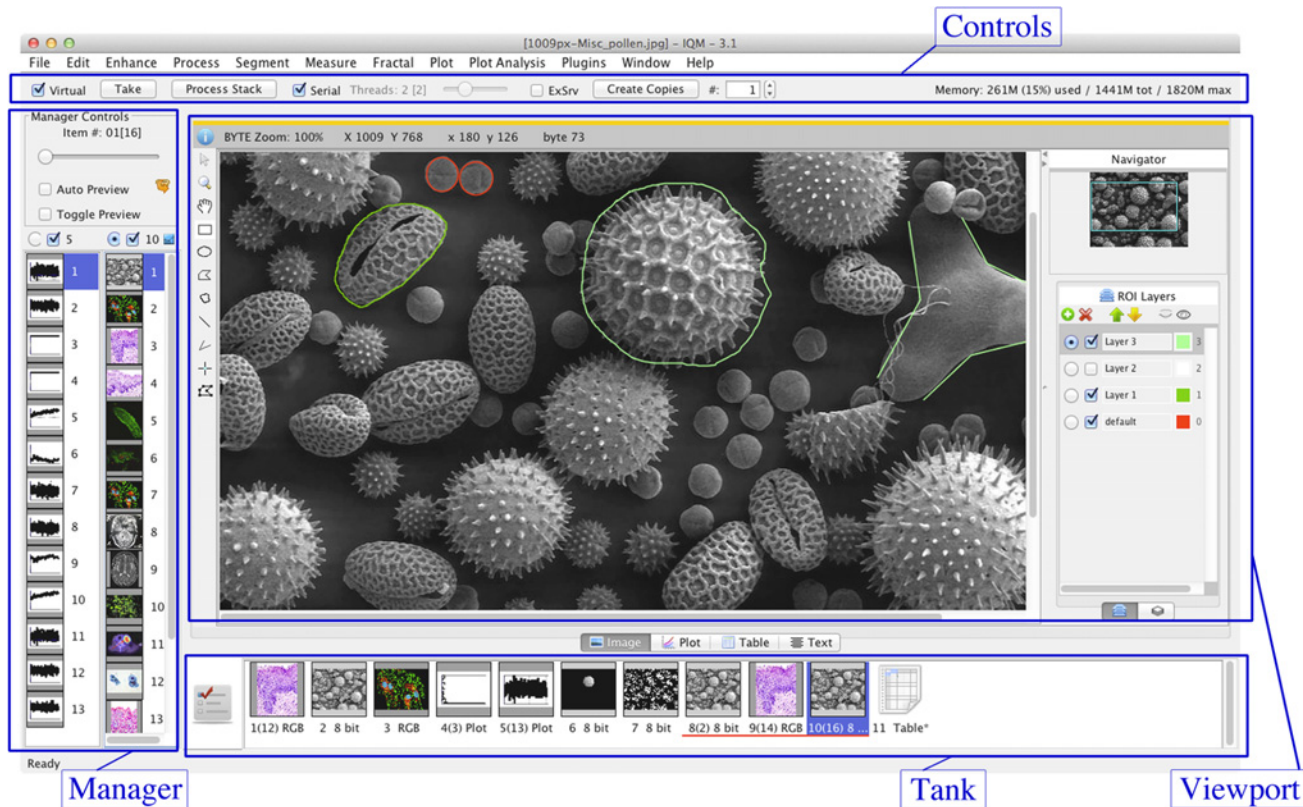 Controls
[1009px-Misc_pollen.jpg] – IQM – 3.1
File Edit Enhance Process Segment Measure Fractal Plot Plot Analysis Plugins Window Help
Virtual Take Process Stack Serial Threads: 2 [2] ExSrv Create Copies #: 1 Memory: 261M (15%) used / 1441M tot / 1820M max
Manager Controls
Item #: 01[16]
Auto Preview
Toggle Preview
5 10
1 1
2 2
3 3
4 4
5 5
6 6
7 7
8 8
9 9
10 10
11 11
12 12
13 13
BYTE Zoom: 100% X 1009 Y 768 x 180 y 126 byte 73
Navigator
ROI Layers
Layer 3 3
Layer 2 2
Layer 1 1
default 0
Image Plot Table Text
1(12) RGB 2 8 bit 3 RGB 4(3) Plot 5(13) Plot 6 8 bit 7 8 bit 8(2) 8 bit 9(14) RGB 10(16) 8 ... 11 Table*
Ready
Manager
Tank
Viewport